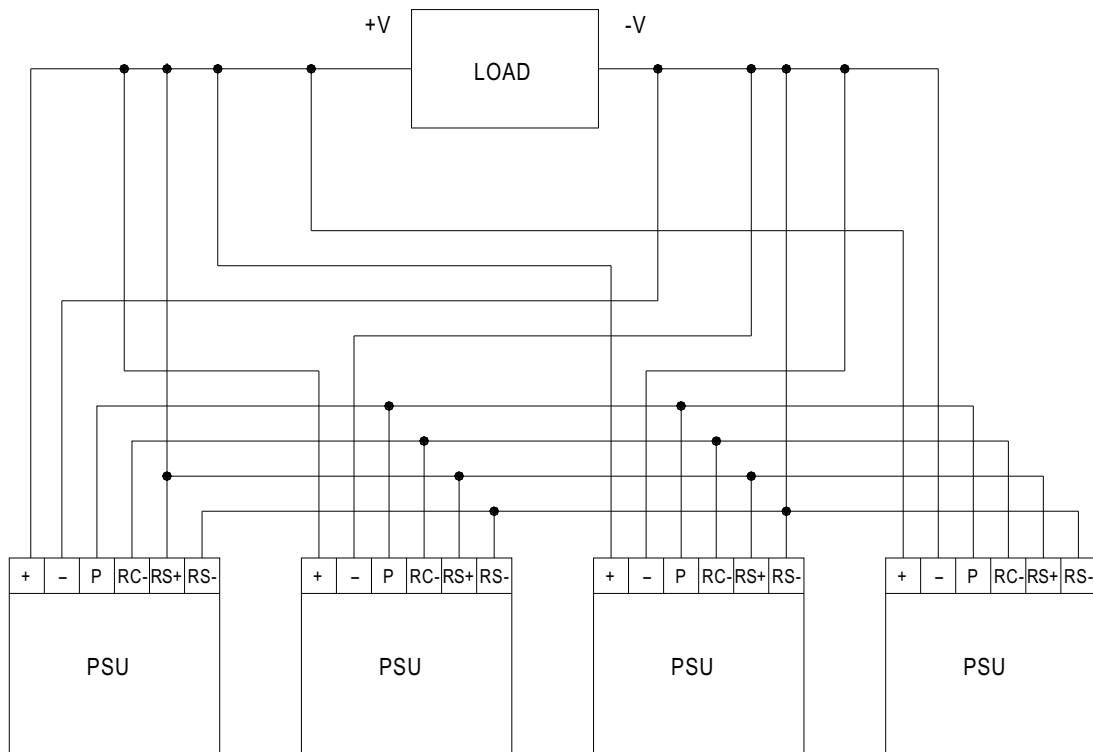 +V -V
LOAD
+ – P RC- RS+ RS- + – P RC- RS+ RS- + – P RC- RS+ RS- + – P RC- RS+ RS-
PSU PSU PSU PSU